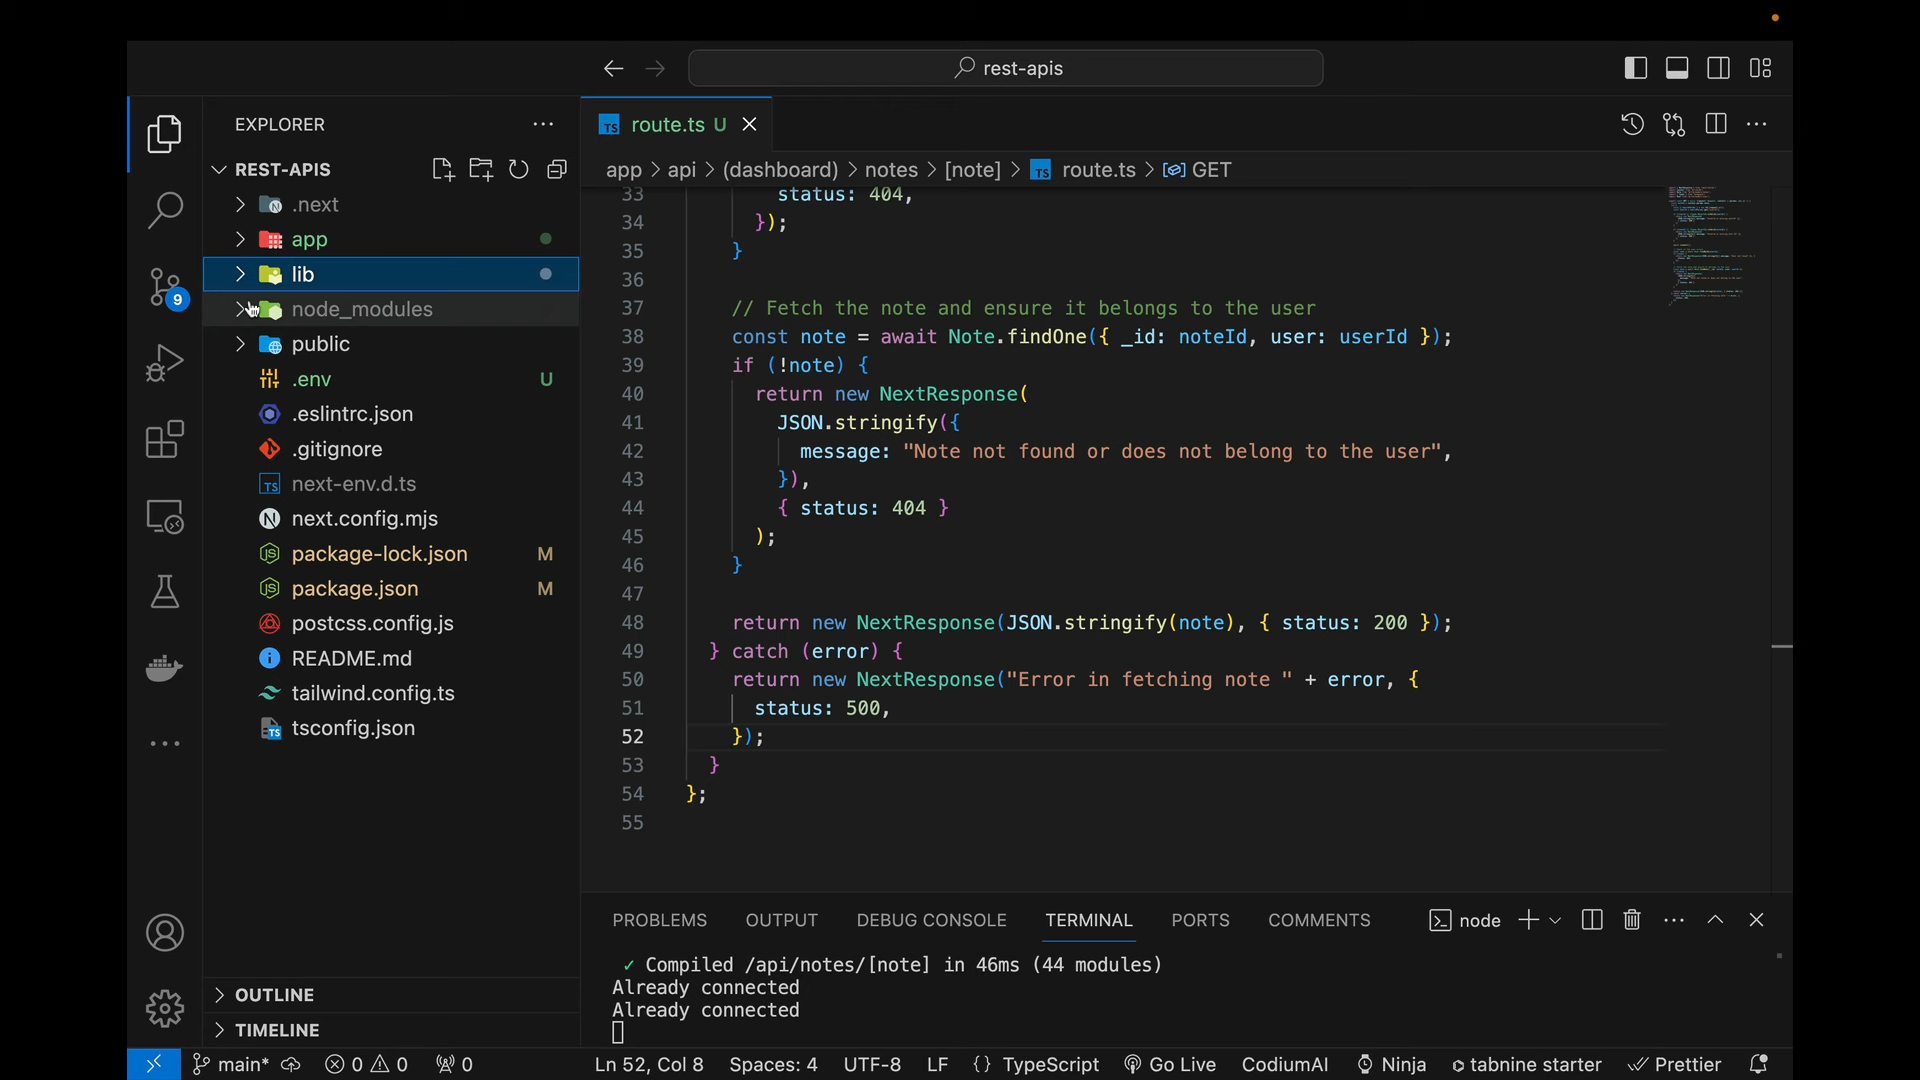 rest-apis
EXPLORER
REST-APIS
.next
app
lib
node_modules
public
.env U
.eslintrc.json
.gitignore
next-env.d.ts
next.config.mjs
package-lock.json M
package.json M
postcss.config.js
README.md
tailwind.config.ts
tsconfig.json
OUTLINE
TIMELINE
9
route.ts U
app > api > (dashboard) > notes > [note] > route.ts > GET
33 status: 404,
34 });
35 }
36
37 // Fetch the note and ensure it belongs to the user
38 const note = await Note.findOne({ _id: noteId, user: userId });
39 if (!note) {
40 return new NextResponse(
41 JSON.stringify({
42 message: "Note not found or does not belong to the user",
43 }),
44 { status: 404 }
45 );
46 }
47
48 return new NextResponse(JSON.stringify(note), { status: 200 });
49 } catch (error) {
50 return new NextResponse("Error in fetching note " + error, {
51 status: 500,
52 });
53 }
54 };
55
PROBLEMS OUTPUT DEBUG CONSOLE TERMINAL PORTS COMMENTS node
✓ Compiled /api/notes/[note] in 46ms (44 modules)
Already connected
Already connected
main* 0 0 0 Ln 52, Col 8 Spaces: 4 UTF-8 LF {} TypeScript Go Live CodiumAI Ninja tabnine starter Prettier